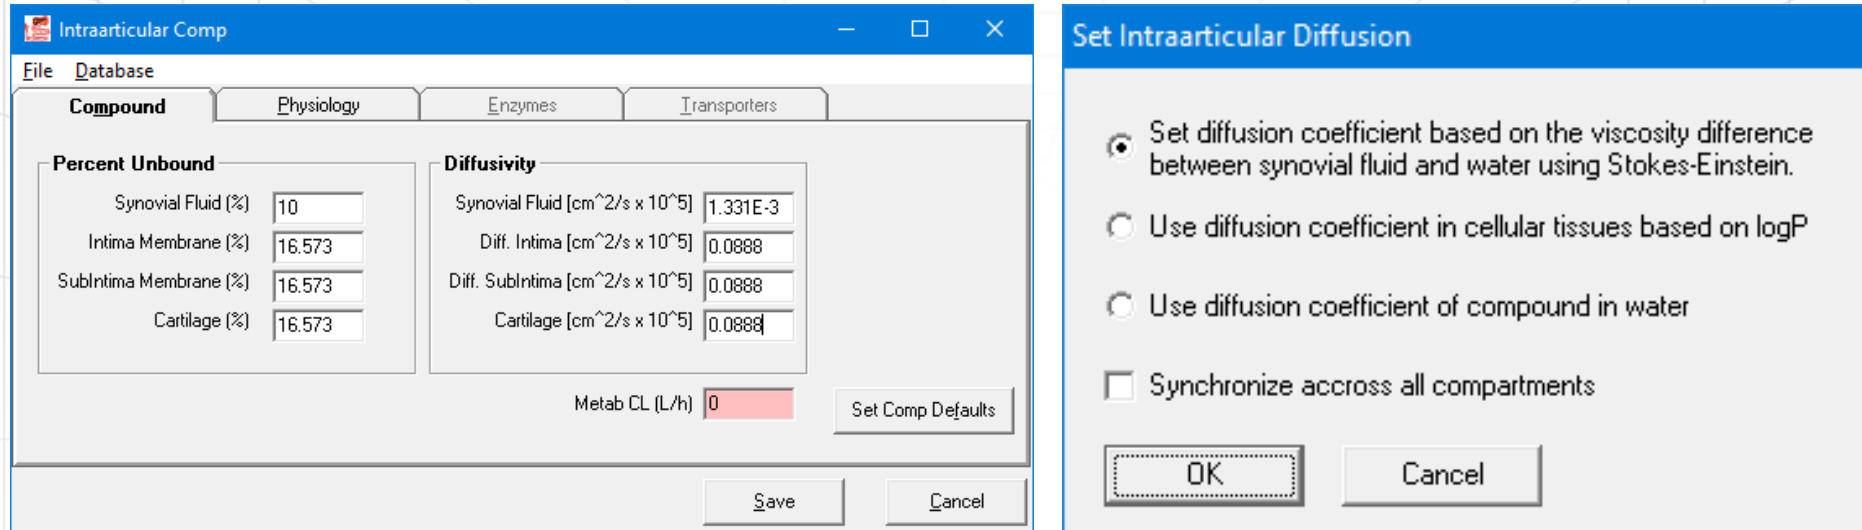 Intraarticular Comp
File Database
Compound Physiology Enzymes Transporters
Percent Unbound
Synovial Fluid (%) 10
Intima Membrane (%) 16.573
SubIntima Membrane (%) 16.573
Cartilage (%) 16.573
Diffusivity
Synovial Fluid [cm^2/s x 10^5] 1.331E-3
Diff. Intima [cm^2/s x 10^5] 0.0888
Diff. SubIntima [cm^2/s x 10^5] 0.0888
Cartilage [cm^2/s x 10^5] 0.0888
Metab CL (L/h) 0
Set Comp Defaults
Save Cancel
Set Intraarticular Diffusion
Set diffusion coefficient based on the viscosity difference
between synovial fluid and water using Stokes-Einstein.
Use diffusion coefficient in cellular tissues based on logP
Use diffusion coefficient of compound in water
Synchronize accross all compartments
OK Cancel